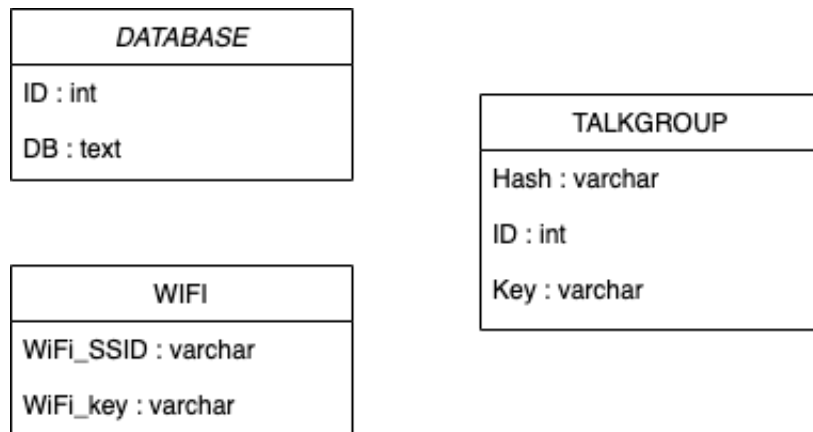 DATABASE
ID : int
DB : text
TALKGROUP
Hash : varchar
ID : int
Key : varchar
WIFI
WiFi_SSID : varchar
WiFi_key : varchar